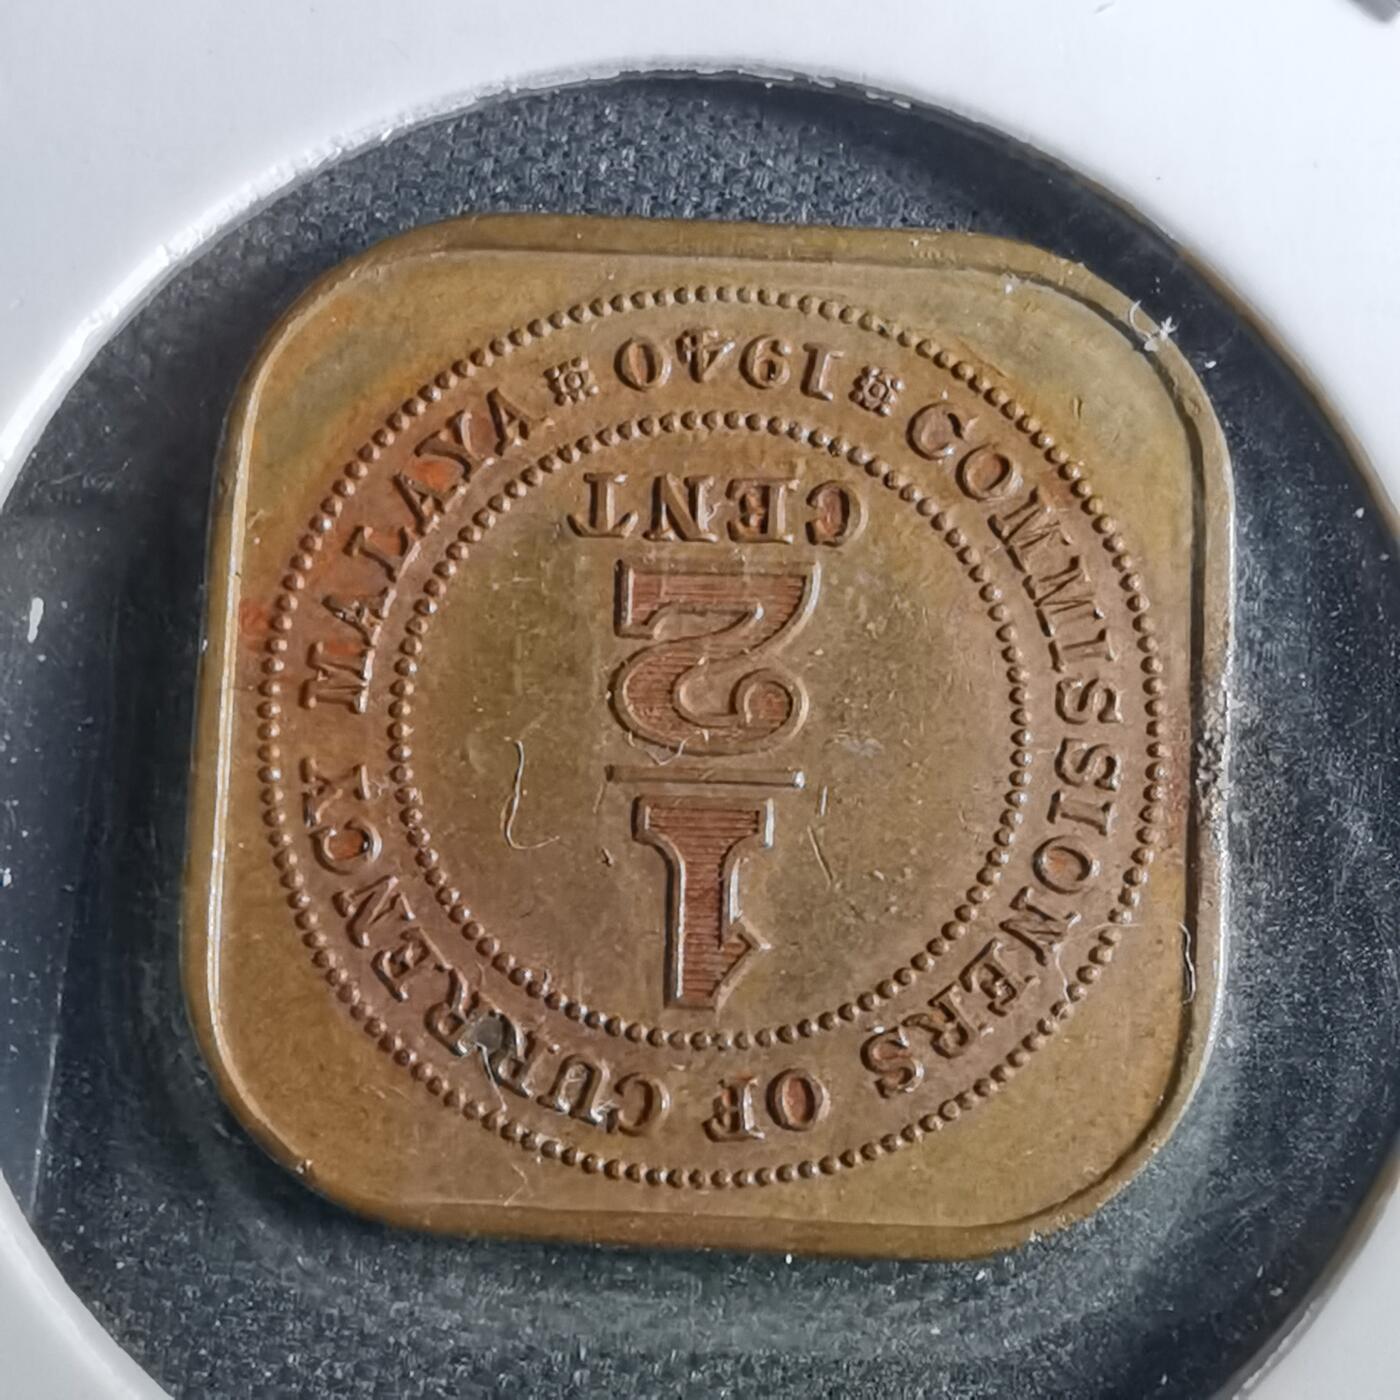 COMMISSIONERS OF CURRENCY MALAYA
1940
1/2
CENT